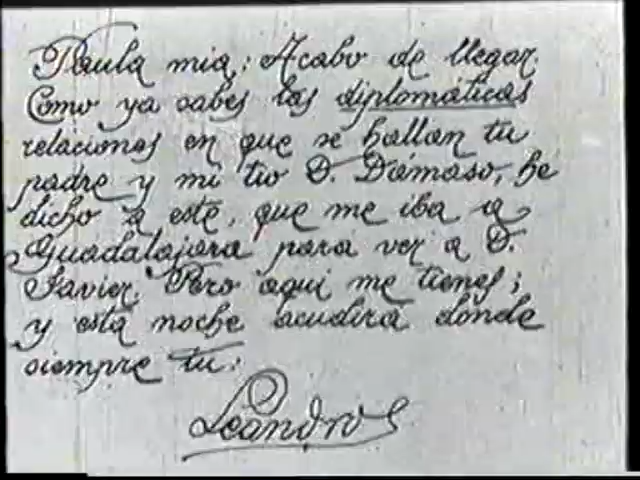 Paula mia: Acabo de llegar.
Como ya sabes las diplomáticas
relaciones en que se hallan tu
padre y mi tio D. Dámaso, he
dicho a este, que me iba a
Guadalajara para ver a D.
Javier. Pero aqui me tienes;
y esta noche acudirá donde
siempre tu:
Leandro